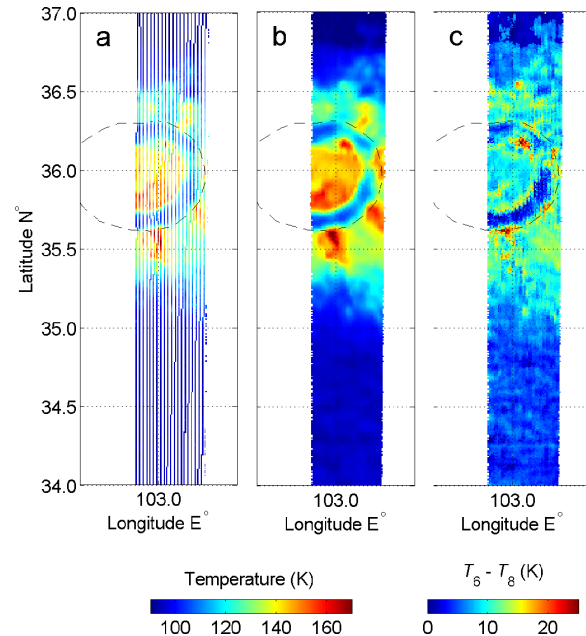 a b c
37.0
36.5
36.0
35.5
35.0
34.5
34.0
Latitude N°
103.0 103.0 103.0
Longitude E° Longitude E° Longitude E°
Temperature (K) T6 - T8 (K)
100 120 140 160 0 10 20